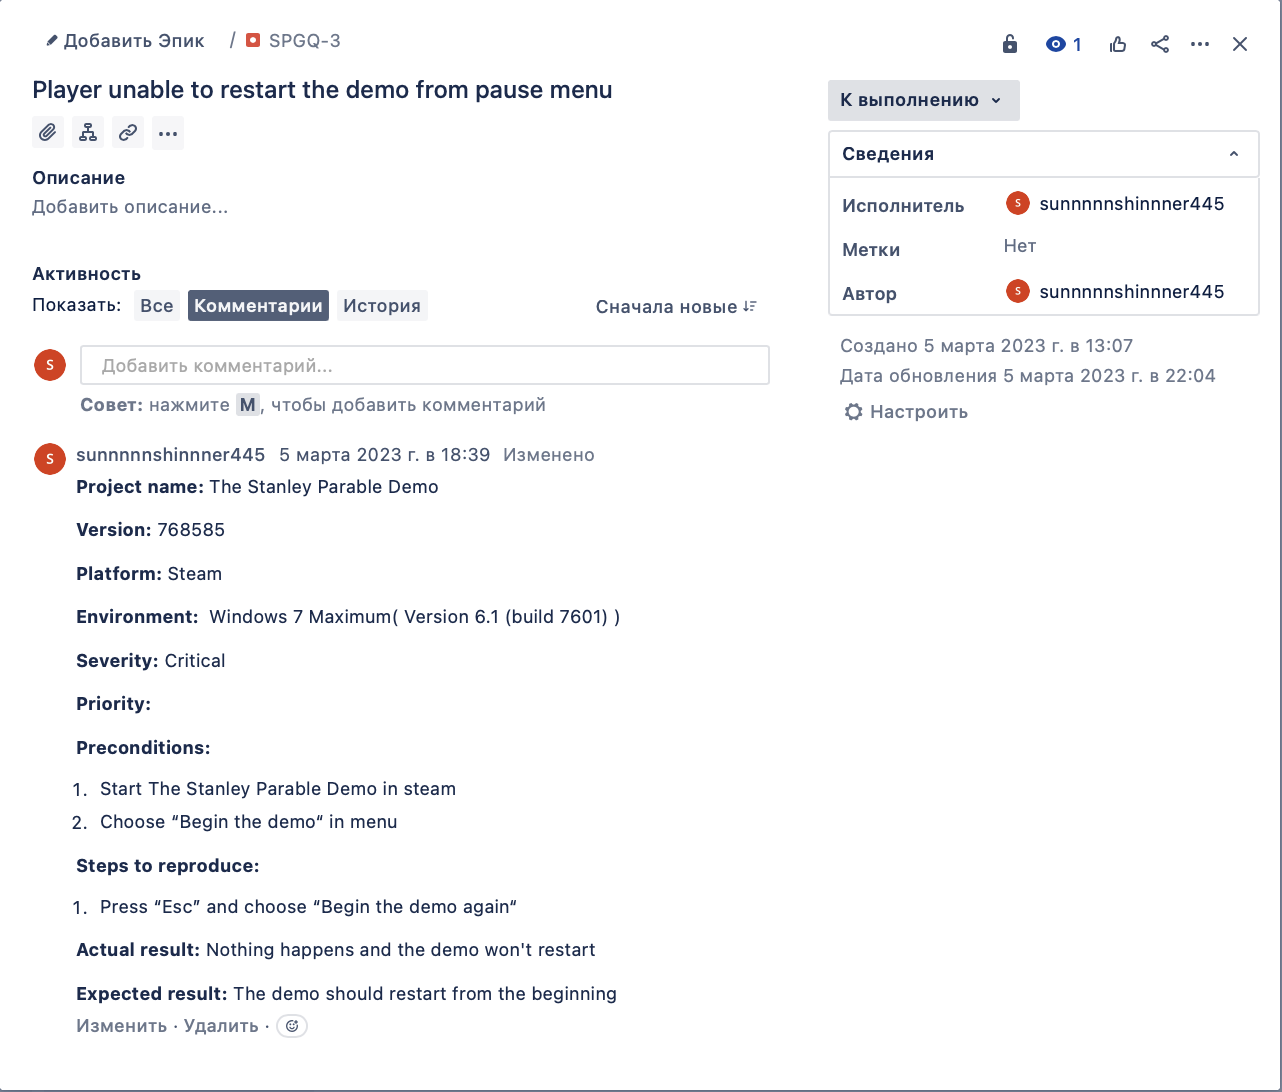 Добавить Эпик / SPGQ-3
1
Player unable to restart the demo from pause menu
Описание
Добавить описание...
Активность
Показать: Все Комментарии История Сначала новые
S Добавить комментарий...
Совет: нажмите M, чтобы добавить комментарий
S sunnnnnshinnner445 5 марта 2023 г. в 18:39 Изменено
Project name: The Stanley Parable Demo
Version: 768585
Platform: Steam
Environment: Windows 7 Maximum( Version 6.1 (build 7601) )
Severity: Critical
Priority:
Preconditions:
1. Start The Stanley Parable Demo in steam
2. Choose “Begin the demo“ in menu
Steps to reproduce:
1. Press “Esc” and choose “Begin the demo again“
Actual result: Nothing happens and the demo won't restart
Expected result: The demo should restart from the beginning
Изменить · Удалить ·
К выполнению
Сведения
Исполнитель S sunnnnnshinnner445
Метки Нет
Автор S sunnnnnshinnner445
Создано 5 марта 2023 г. в 13:07
Дата обновления 5 марта 2023 г. в 22:04
Настроить